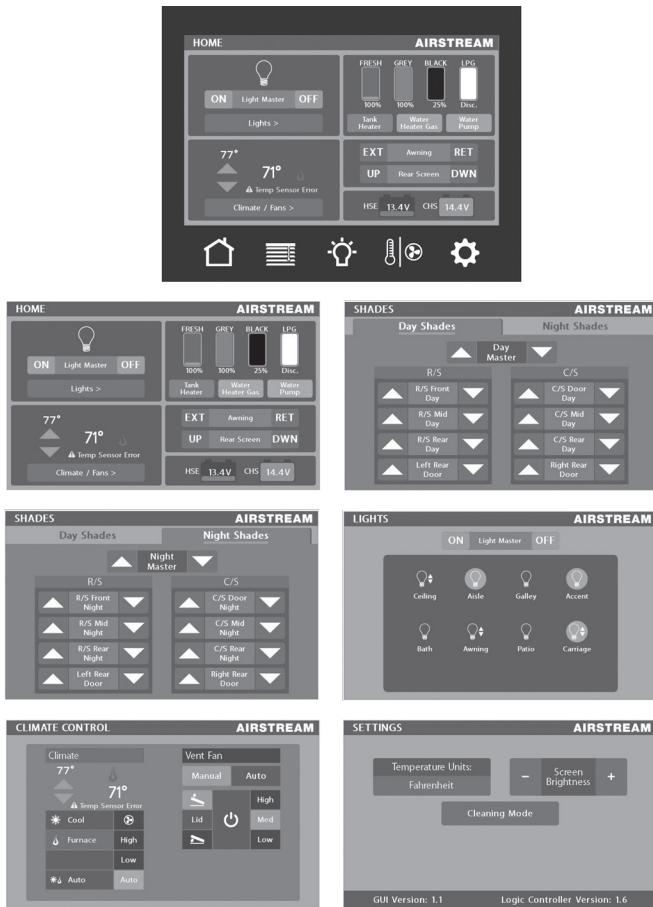 HOME AIRSTREAM
FRESH GREY BLACK LPG
ON Light Master OFF
100% 100% 25% Disc.
Lights >
Tank Heater
Water Heater Gas
Water Pump
77°
71°
Temp Sensor Error
Climate / Fans >
EXT Awning RET
UP Rear Screen DWN
HSE 13.4V CHS 14.4V
HOME AIRSTREAM
FRESH GREY BLACK LPG
ON Light Master OFF
100% 100% 25% Disc.
Lights >
Tank Heater
Water Heater Gas
Water Pump
77°
71°
Temp Sensor Error
Climate / Fans >
EXT Awning RET
UP Rear Screen DWN
HSE 13.4V CHS 14.4V
SHADES AIRSTREAM
Day Shades Night Shades
Day
Master
R/S C/S
R/S Front Day
C/S Door Day
R/S Mid Day
C/S Mid Day
R/S Rear Day
C/S Rear Day
Left Rear Door
Right Rear Door
SHADES AIRSTREAM
Day Shades Night Shades
Night
Master
R/S C/S
R/S Front Night
C/S Door Night
R/S Mid Night
C/S Mid Night
R/S Rear Night
C/S Rear Night
Left Rear Door
Right Rear Door
LIGHTS AIRSTREAM
ON Light Master OFF
Ceiling Aisle Galley Accent
Bath Awning Patio Carriage
CLIMATE CONTROL AIRSTREAM
Climate
77°
71°
Temp Sensor Error
Cool
Furnace High
Low
Auto Auto
Vent Fan
Manual Auto
High
Lid Med
Low
SETTINGS AIRSTREAM
Temperature Units:
Fahrenheit
- Screen Brightness +
Cleaning Mode
GUI Version: 1.1 Logic Controller Version: 1.6